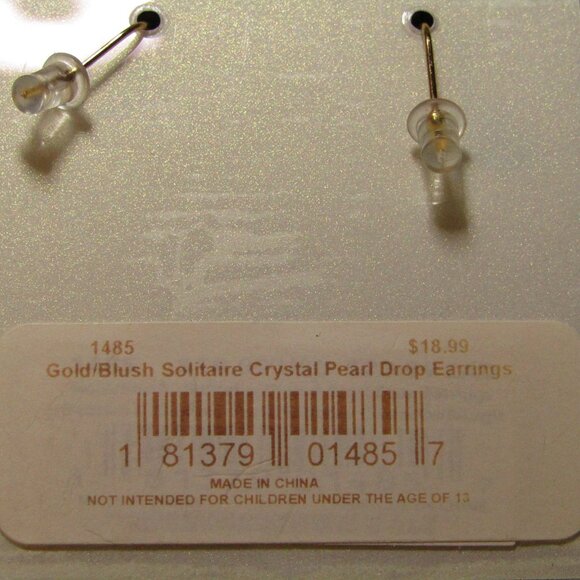 1485 $18.99
Gold/Blush Solitaire Crystal Pearl Drop Earrings
1 81379 01485 7
MADE IN CHINA
NOT INTENDED FOR CHILDREN UNDER THE AGE OF 13